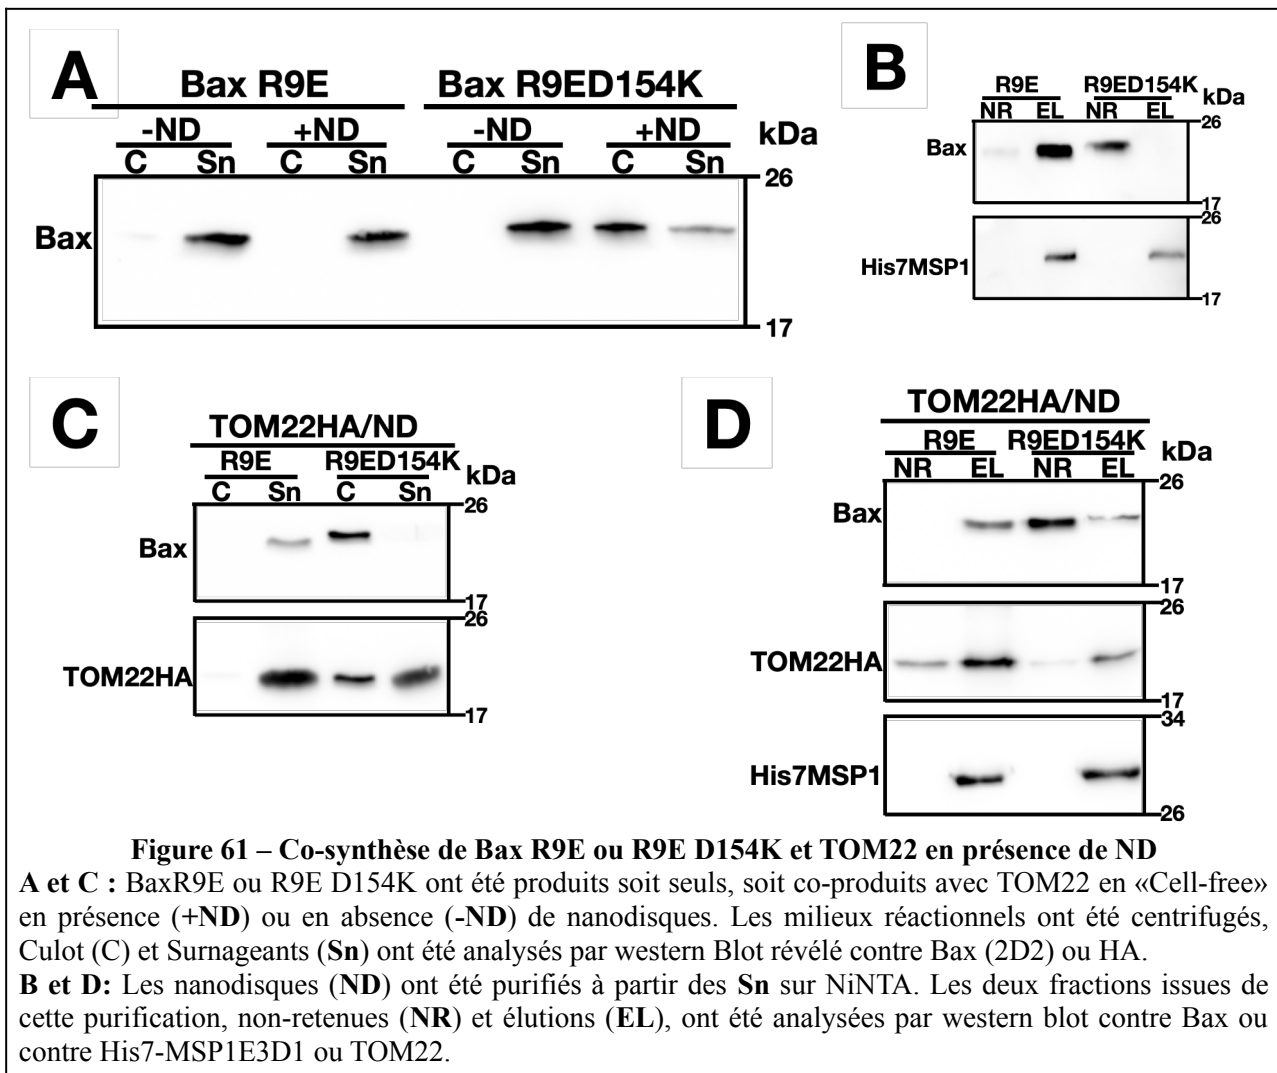 A
Bax R9E Bax R9ED154K
-ND +ND -ND +ND kDa
C Sn C Sn C Sn C Sn
26
Bax
17
B
R9E R9ED154K
NR EL NR EL kDa
26
Bax
17
26
His7MSP1
17
C
TOM22HA/ND
R9E R9ED154K kDa
C Sn C Sn
26
Bax
17
26
TOM22HA
17
D
TOM22HA/ND
R9E R9ED154K kDa
NR EL NR EL
26
Bax
17
26
TOM22HA
17
34
His7MSP1
26
Figure 61 – Co-synthèse de Bax R9E ou R9E D154K et TOM22 en présence de ND
A et C : BaxR9E ou R9E D154K ont été produits soit seuls, soit co-produits avec TOM22 en «Cell-free»
en présence (+ND) ou en absence (-ND) de nanodisques. Les milieux réactionnels ont été centrifugés,
Culot (C) et Surnageants (Sn) ont été analysés par western Blot révélé contre Bax (2D2) ou HA.
B et D: Les nanodisques (ND) ont été purifiés à partir des Sn sur NiNTA. Les deux fractions issues de
cette purification, non-retenues (NR) et élutions (EL), ont été analysées par western blot contre Bax ou
contre His7-MSP1E3D1 ou TOM22.